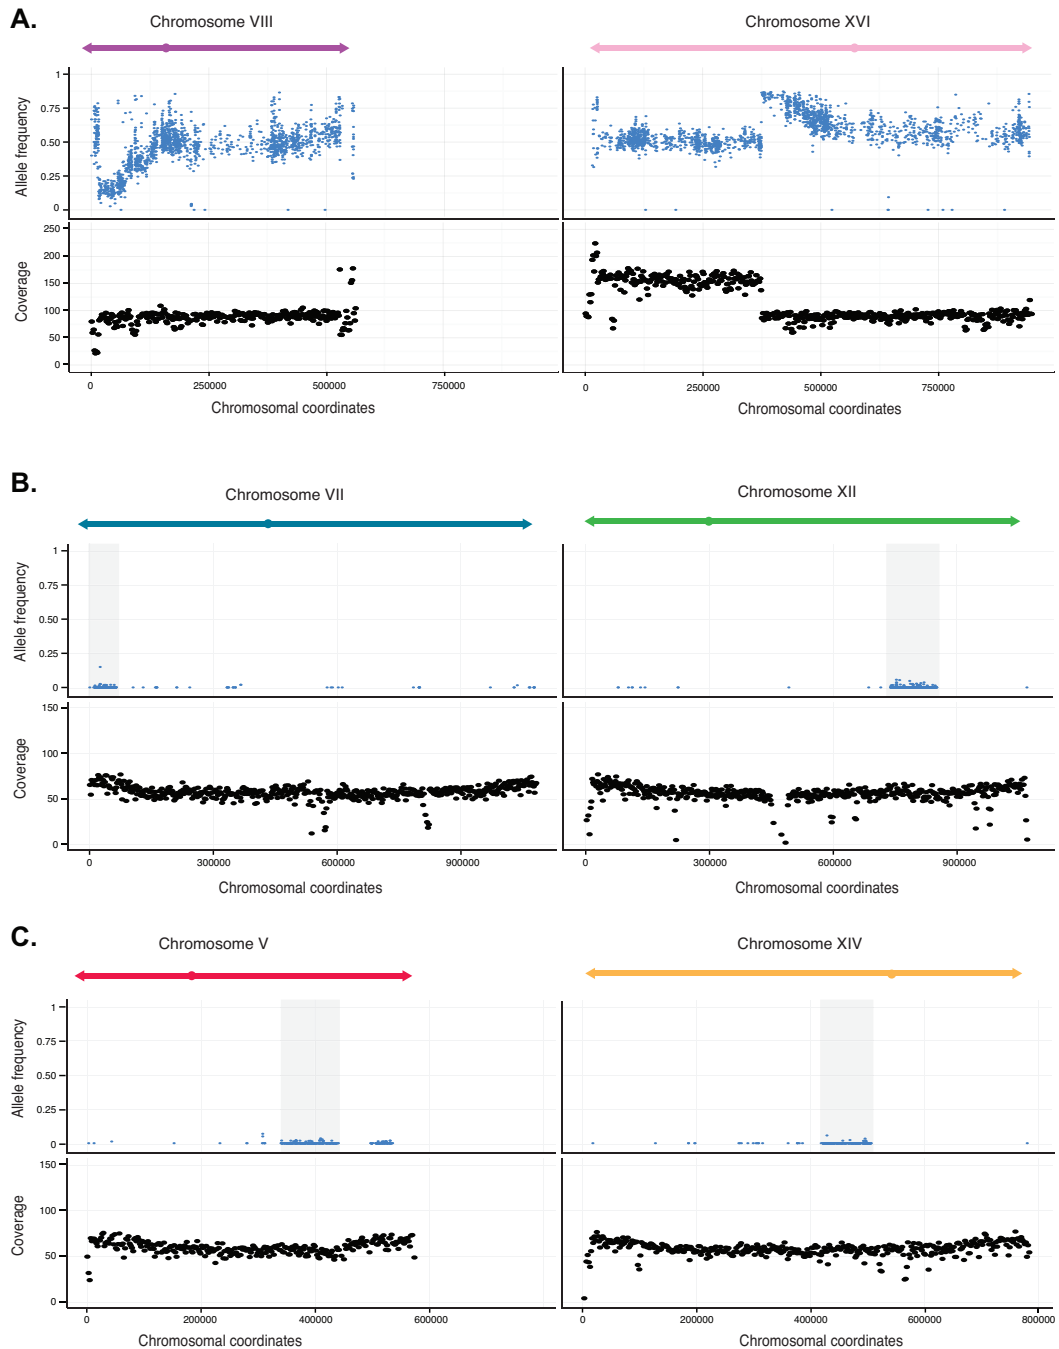 A.
Chromosome VIII
Chromosome XVI
Allele frequency
1
0.75
0.50
0.25
0
Coverage
250
200
150
100
50
0
0 250000 500000 750000
0 250000 500000 750000
Chromosomal coordinates
Chromosomal coordinates
B.
Chromosome VII
Chromosome XII
Allele frequency
1
0.75
0.50
0.25
0
Coverage
150
100
50
0
0 300000 600000 900000
0 300000 600000 900000
Chromosomal coordinates
Chromosomal coordinates
C.
Chromosome V
Chromosome XIV
Allele frequency
1
0.75
0.50
0.25
0
Coverage
150
100
50
0
0 200000 400000 600000
0 200000 400000 600000 800000
Chromosomal coordinates
Chromosomal coordinates